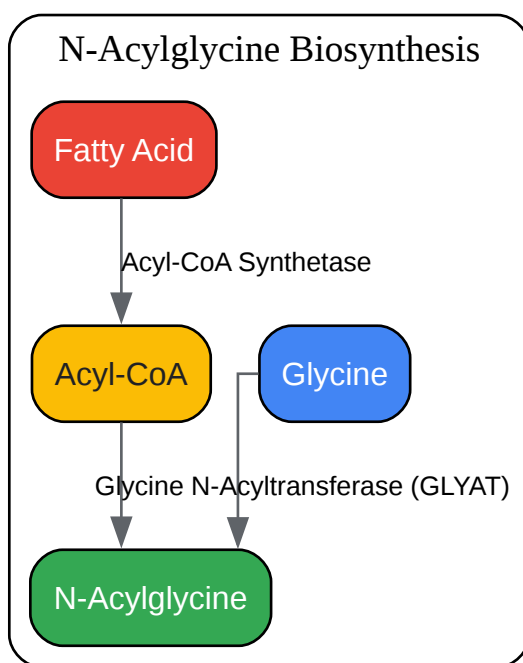 N-Acylglycine Biosynthesis
Fatty Acid
Acyl-CoA Synthetase
Acyl-CoA
Glycine
Glycine N-Acyltransferase (GLYAT)
N-Acylglycine